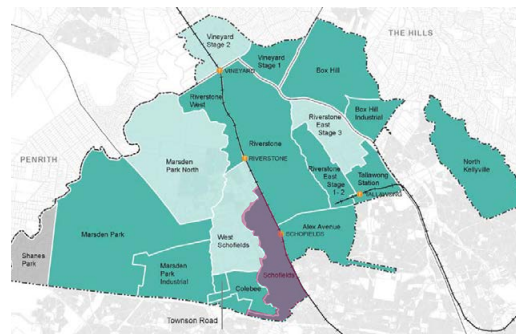 Vineyard
Stage 2
Vineyard
Stage 1
THE HILLS
VINEYARD
Box Hill
Riverstone
West
Box Hill
Industrial
Riverstone
East
Stage 3
Riverstone
RIVERSTONE
PENRITH
Marsden
Park North
Riverstone
East
Stage
1- 2
Tallawong
Station
TALLAWONG
North
Kellyville
Marsden Park
West
Schofields
Alex Avenue
SCHOFIELDS
Shanes
Park
Marsden
Park
Industrial
Schofields
Colebee
Townson Road